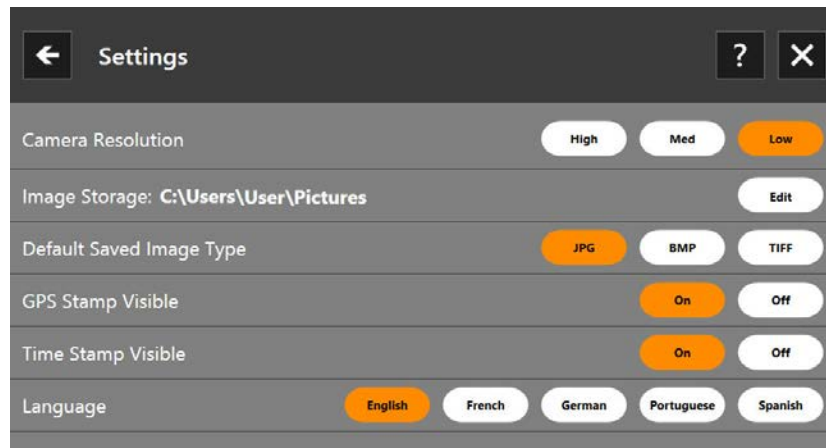 Settings ?
Camera Resolution High Med Low
Image Storage: C:\Users\User\Pictures Edit
Default Saved Image Type JPG BMP TIFF
GPS Stamp Visible On Off
Time Stamp Visible On Off
Language English French German Portuguese Spanish